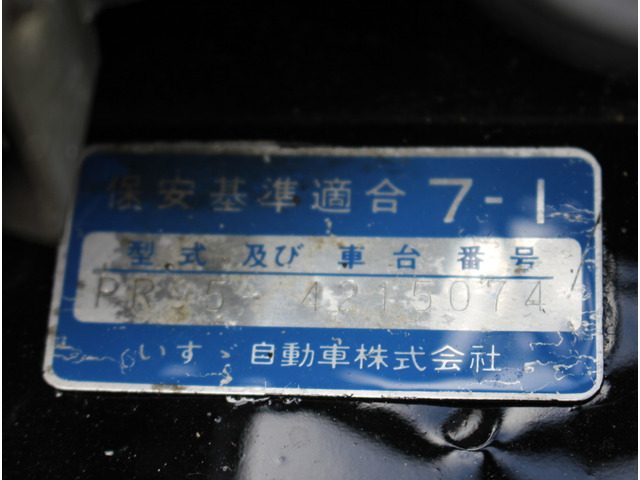 保安基準適合 7-1
型式 及び 車台 番号
PR 5 - 4215074
いすゞ自動車株式会社